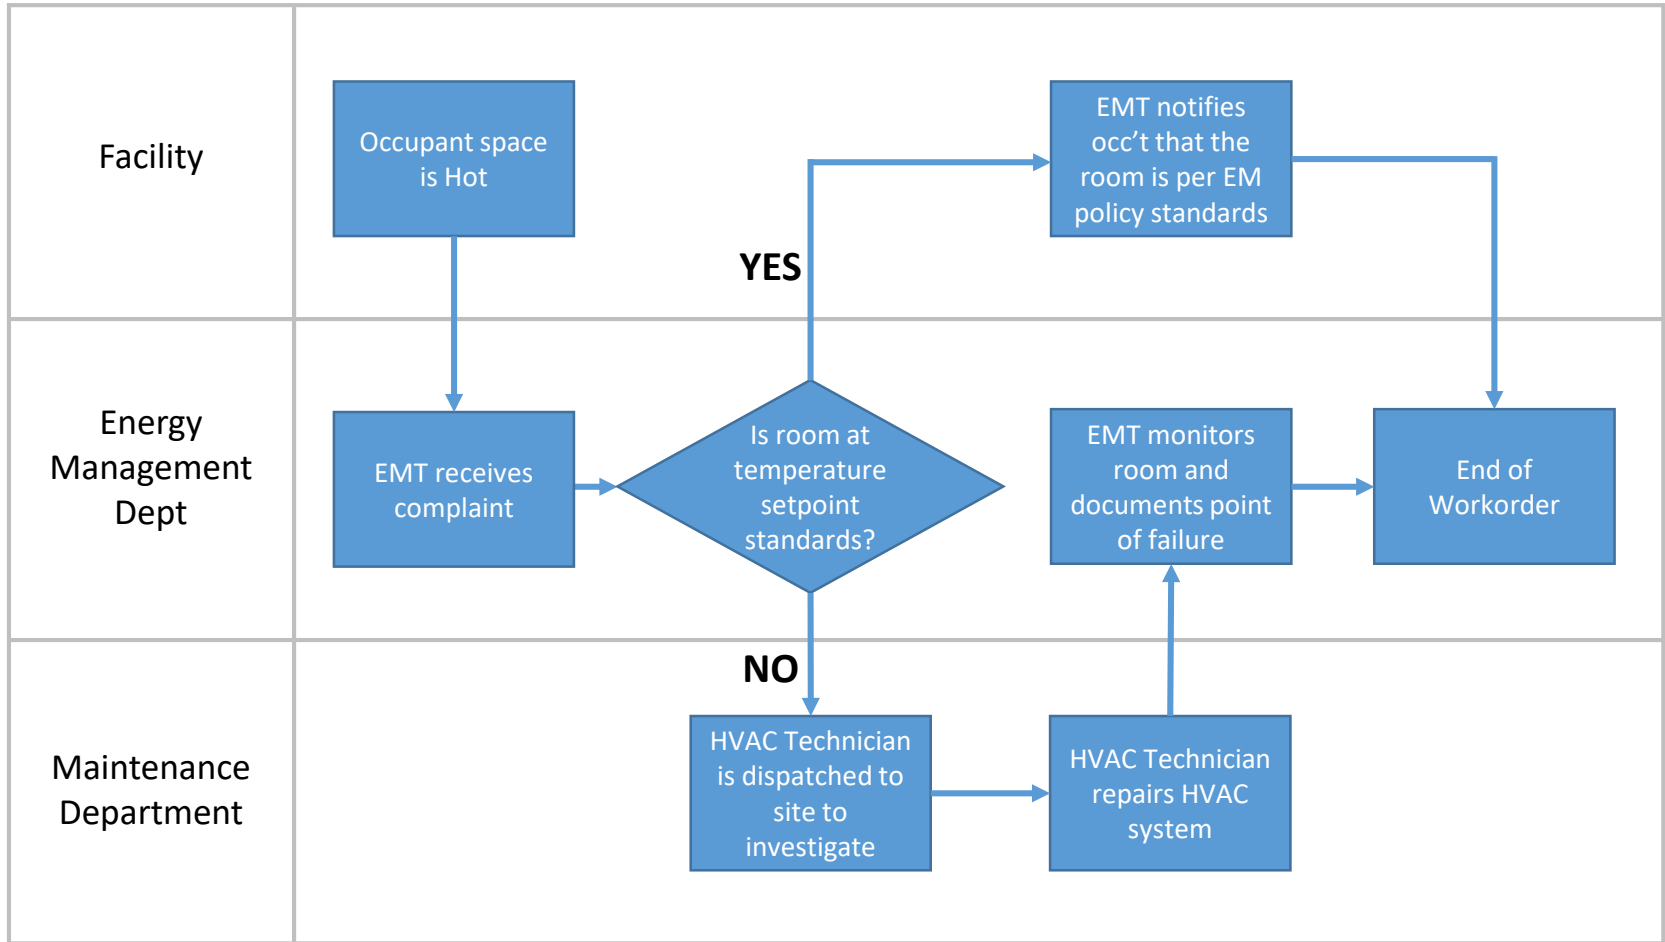 Facility
Occupant space
is Hot
EMT notifies
occ’t that the
room is per EM
policy standards
YES
Energy
Management
Dept
EMT receives
complaint
Is room at
temperature
setpoint
standards?
EMT monitors
room and
documents point
of failure
End of
Workorder
NO
Maintenance
Department
HVAC Technician
is dispatched to
site to
investigate
HVAC Technician
repairs HVAC
system